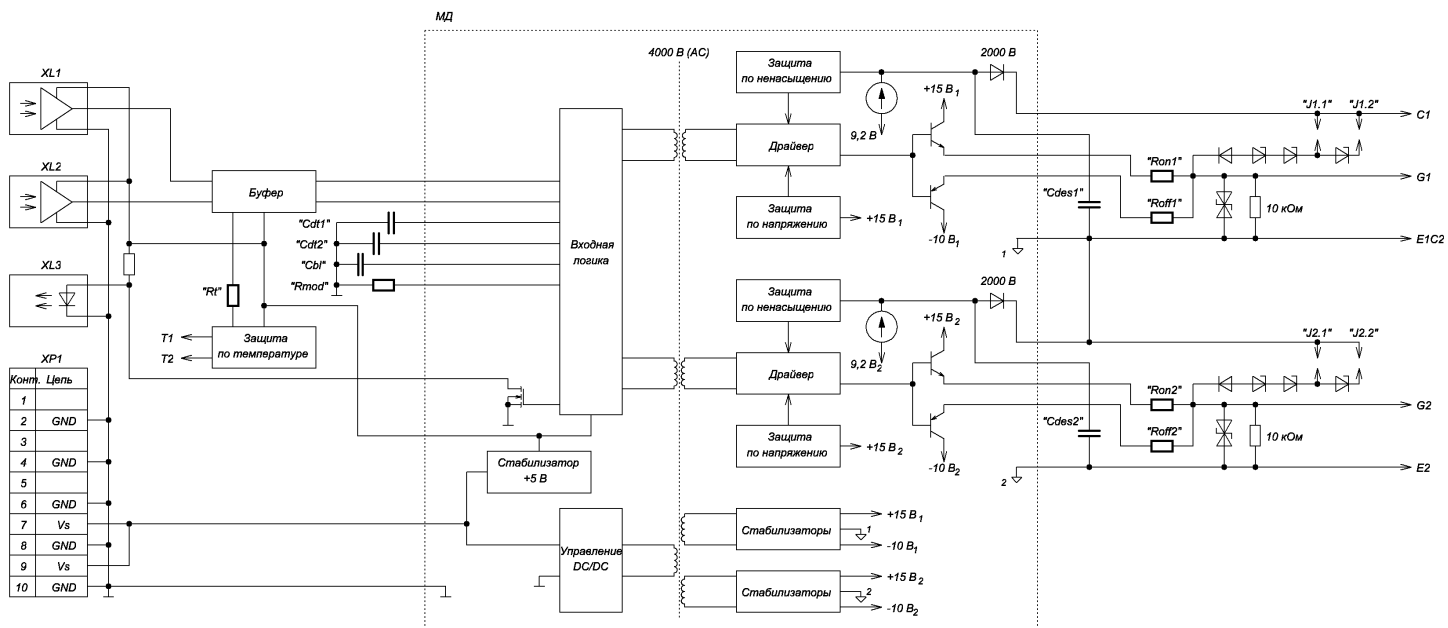 МД
4000 В (AC)
XL1
XL2
XL3
Буфер
"Rt"
T1
T2
Защита
по температуре
"Cdt1"
"Cdt2"
"Cbl"
"Rmod"
Входная
логика
XP1
Конт. Цепь
1
2 GND
3
4 GND
5
6 GND
7 Vs
8 GND
9 Vs
10 GND
Стабилизатор
+5 В
Управление
DC/DC
Защита
по ненасыщению
Драйвер
Защита
по напряжению
+15 В1
9,2 В
+15 В1
-10 В1
2000 В
"Cdes1"
"Ron1"
"Roff1"
"J1.1"
"J1.2"
10 кОм
C1
G1
E1C2
1
Защита
по ненасыщению
Драйвер
Защита
по напряжению
+15 В2
9,2 В2
+15 В2
-10 В2
2000 В
"Cdes2"
"Ron2"
"Roff2"
"J2.1"
"J2.2"
10 кОм
G2
E2
2
Стабилизаторы
+15 В1
1
-10 В1
Стабилизаторы
+15 В2
2
-10 В2